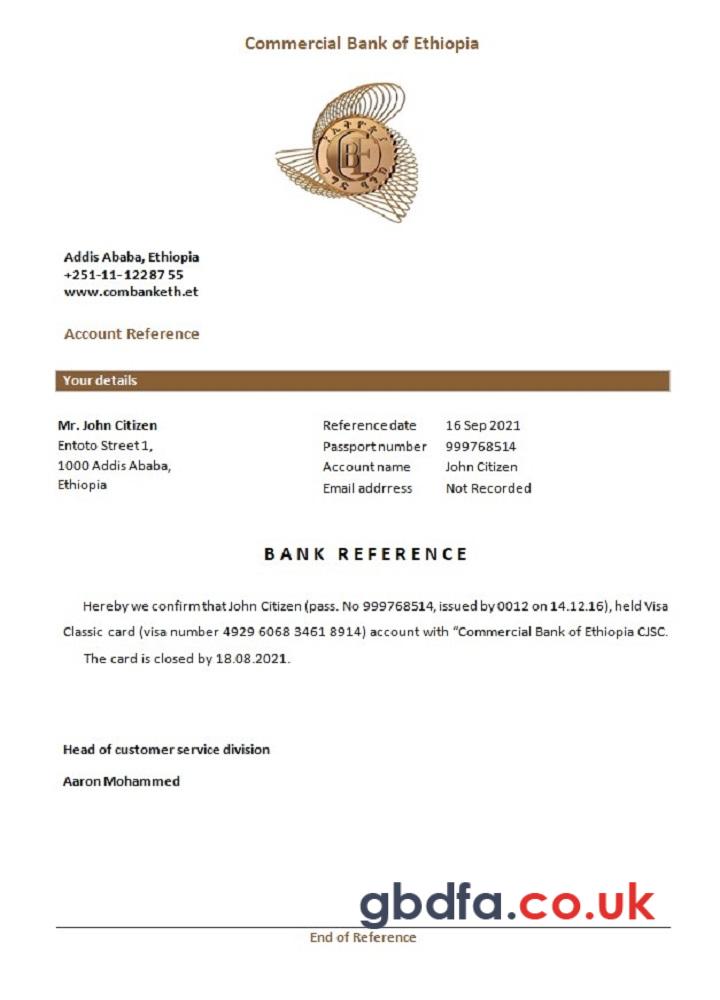 Commercial Bank of Ethiopia
CBE
Addis Ababa, Ethiopia
+251-11-12287 55
www.combanketh.et
Account Reference
Your details
Mr. John Citizen
Entoto Street 1,
1000 Addis Ababa,
Ethiopia
Reference date 16 Sep 2021
Passport number 999768514
Account name John Citizen
Email addrress Not Recorded
BANK REFERENCE
Hereby we confirm that John Citizen (pass. No 999768514, issued by 0012 on 14.12.16), held Visa
Classic card (visa number 4929 6068 3461 8914) account with “Commercial Bank of Ethiopia CJSC.
The card is closed by 18.08.2021.
Head of customer service division
Aaron Mohammed
gbdfa.co.uk
End of Reference